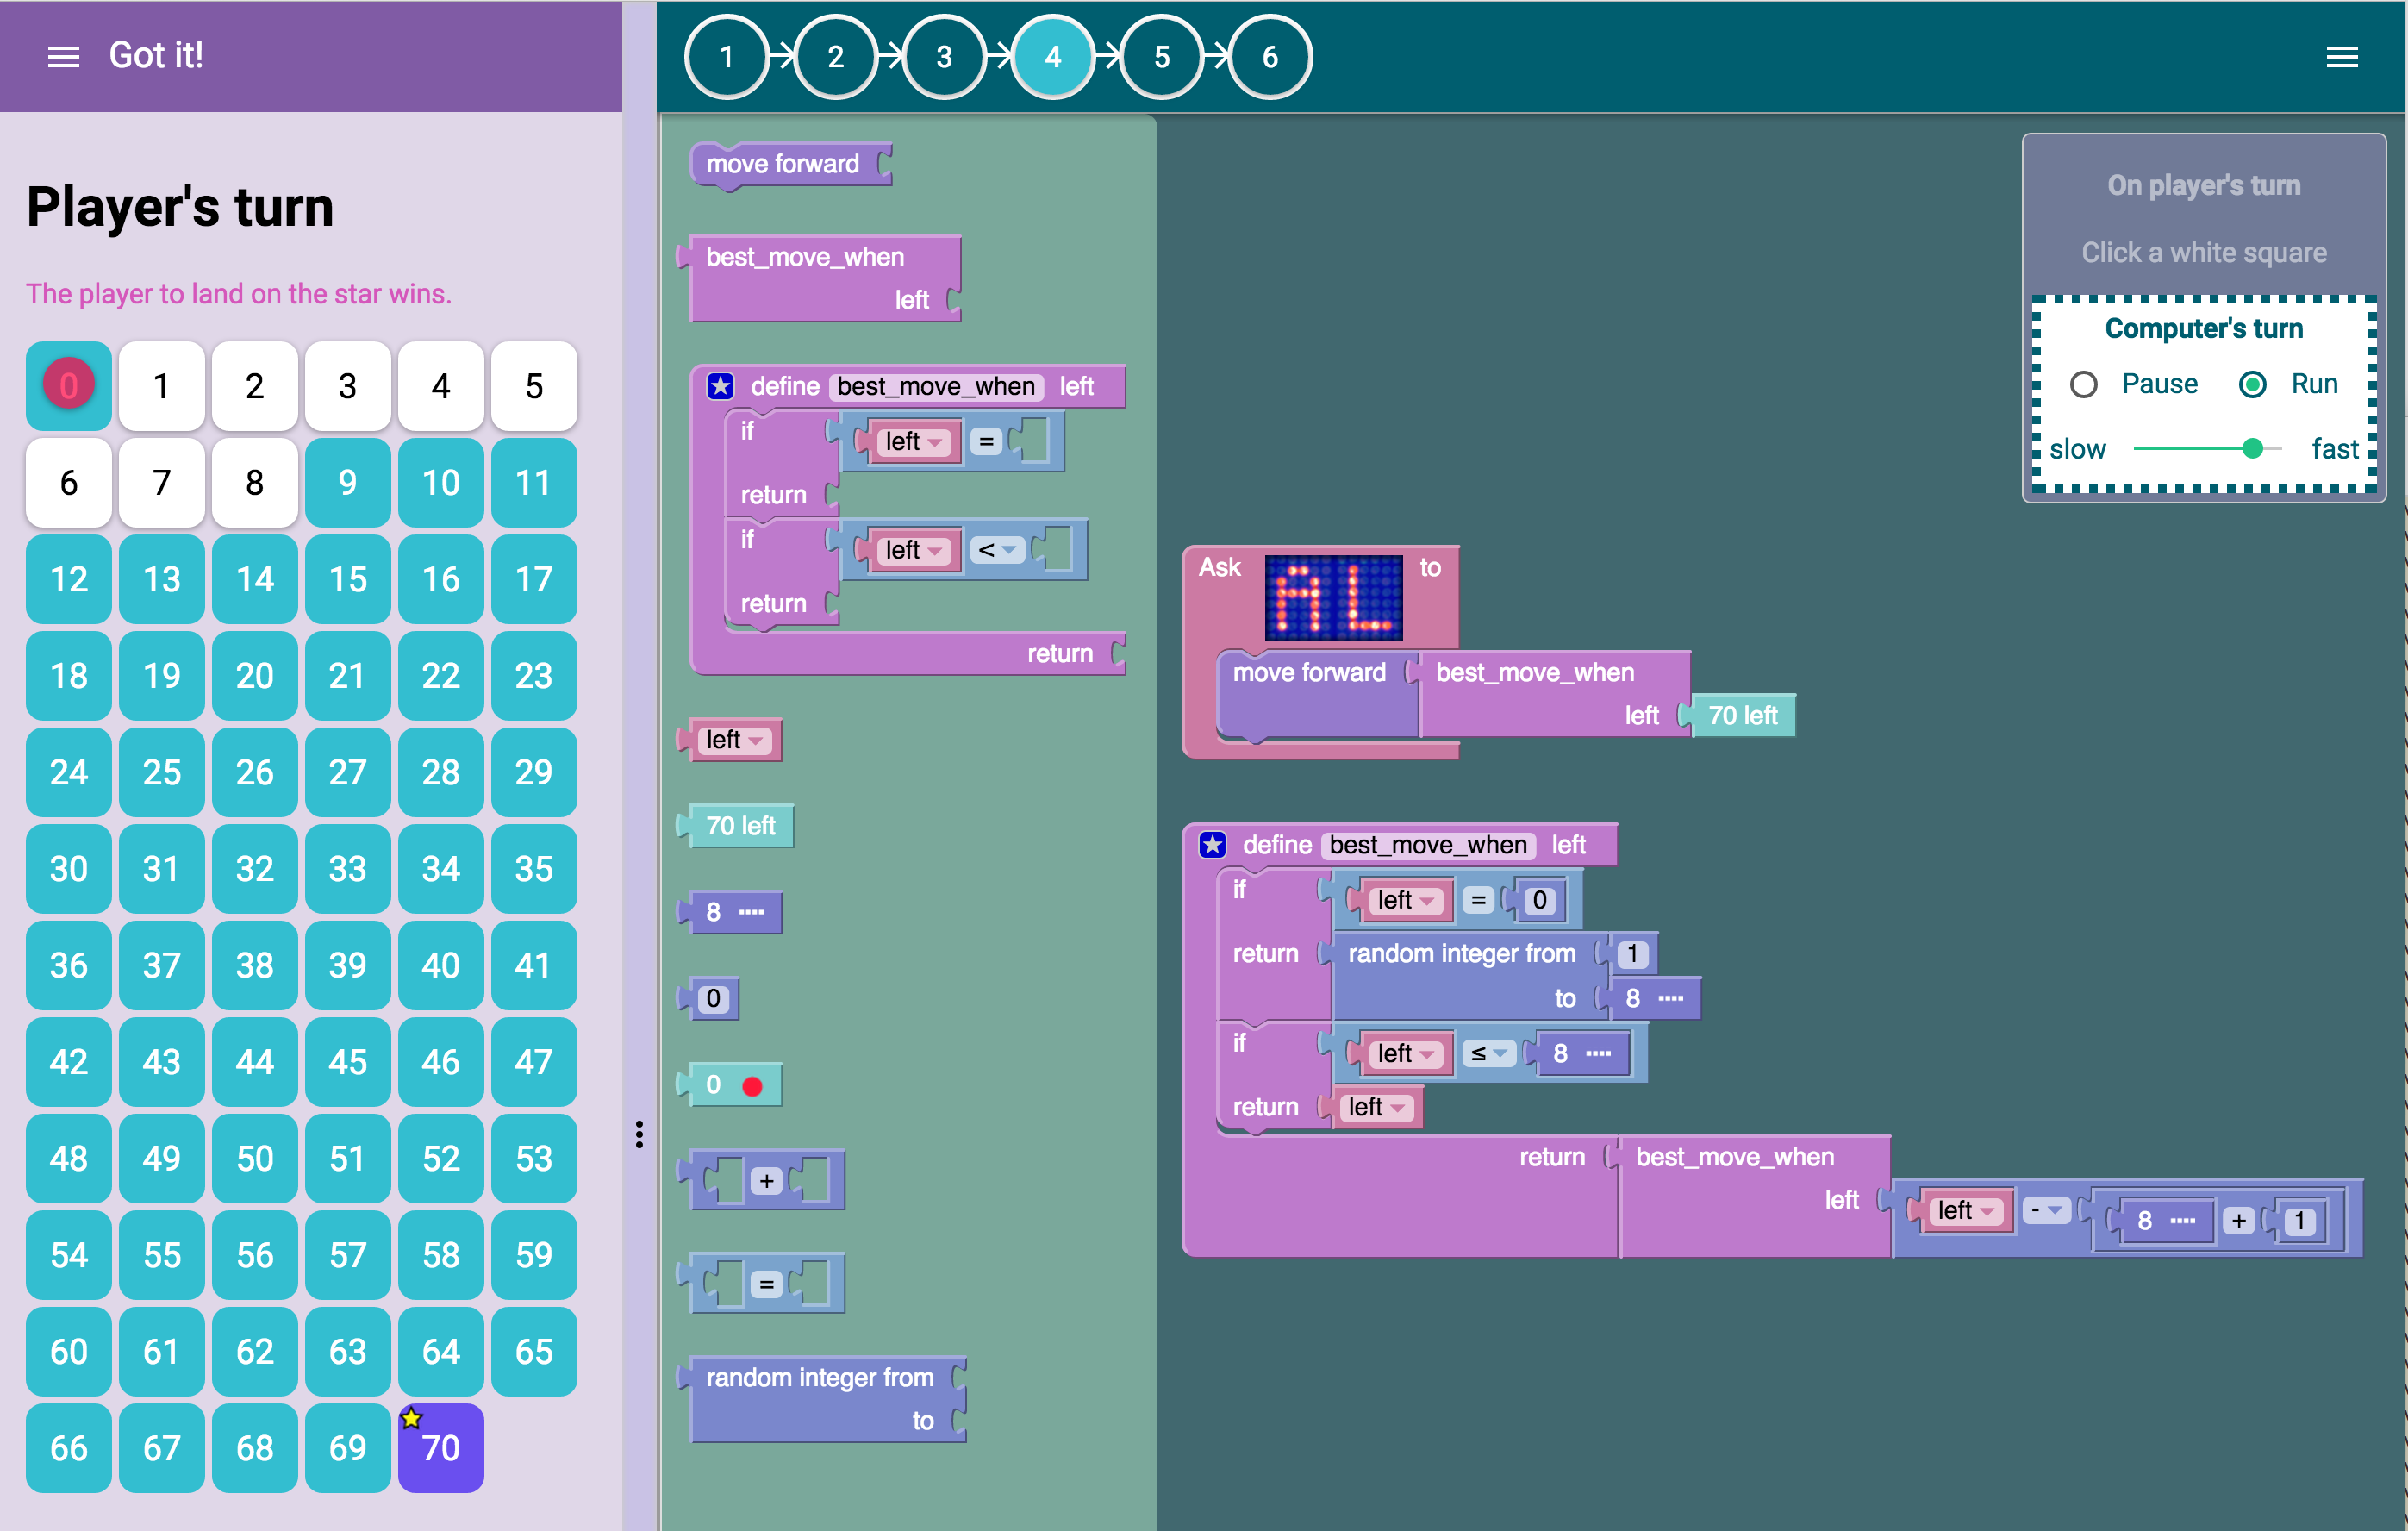 Got it!
Player's turn
The player to land on the star wins.
0 1 2 3 4 5
6 7 8 9 10 11
12 13 14 15 16 17
18 19 20 21 22 23
24 25 26 27 28 29
30 31 32 33 34 35
36 37 38 39 40 41
42 43 44 45 46 47
48 49 50 51 52 53
54 55 56 57 58 59
60 61 62 63 64 65
66 67 68 69 70
1 2 3 4 5 6
move forward
best_move_when
left
define best_move_when left
if left =
return
if left <
return
return
left
70 left
8
0
0
+
=
random integer from
to
On player's turn
Click a white square
Computer's turn
Pause Run
slow fast
Ask AL to
move forward best_move_when
left 70 left
define best_move_when left
if left = 0
return random integer from 1
to 8
if left ≤ 8
return left
return best_move_when
left left - 8 + 1